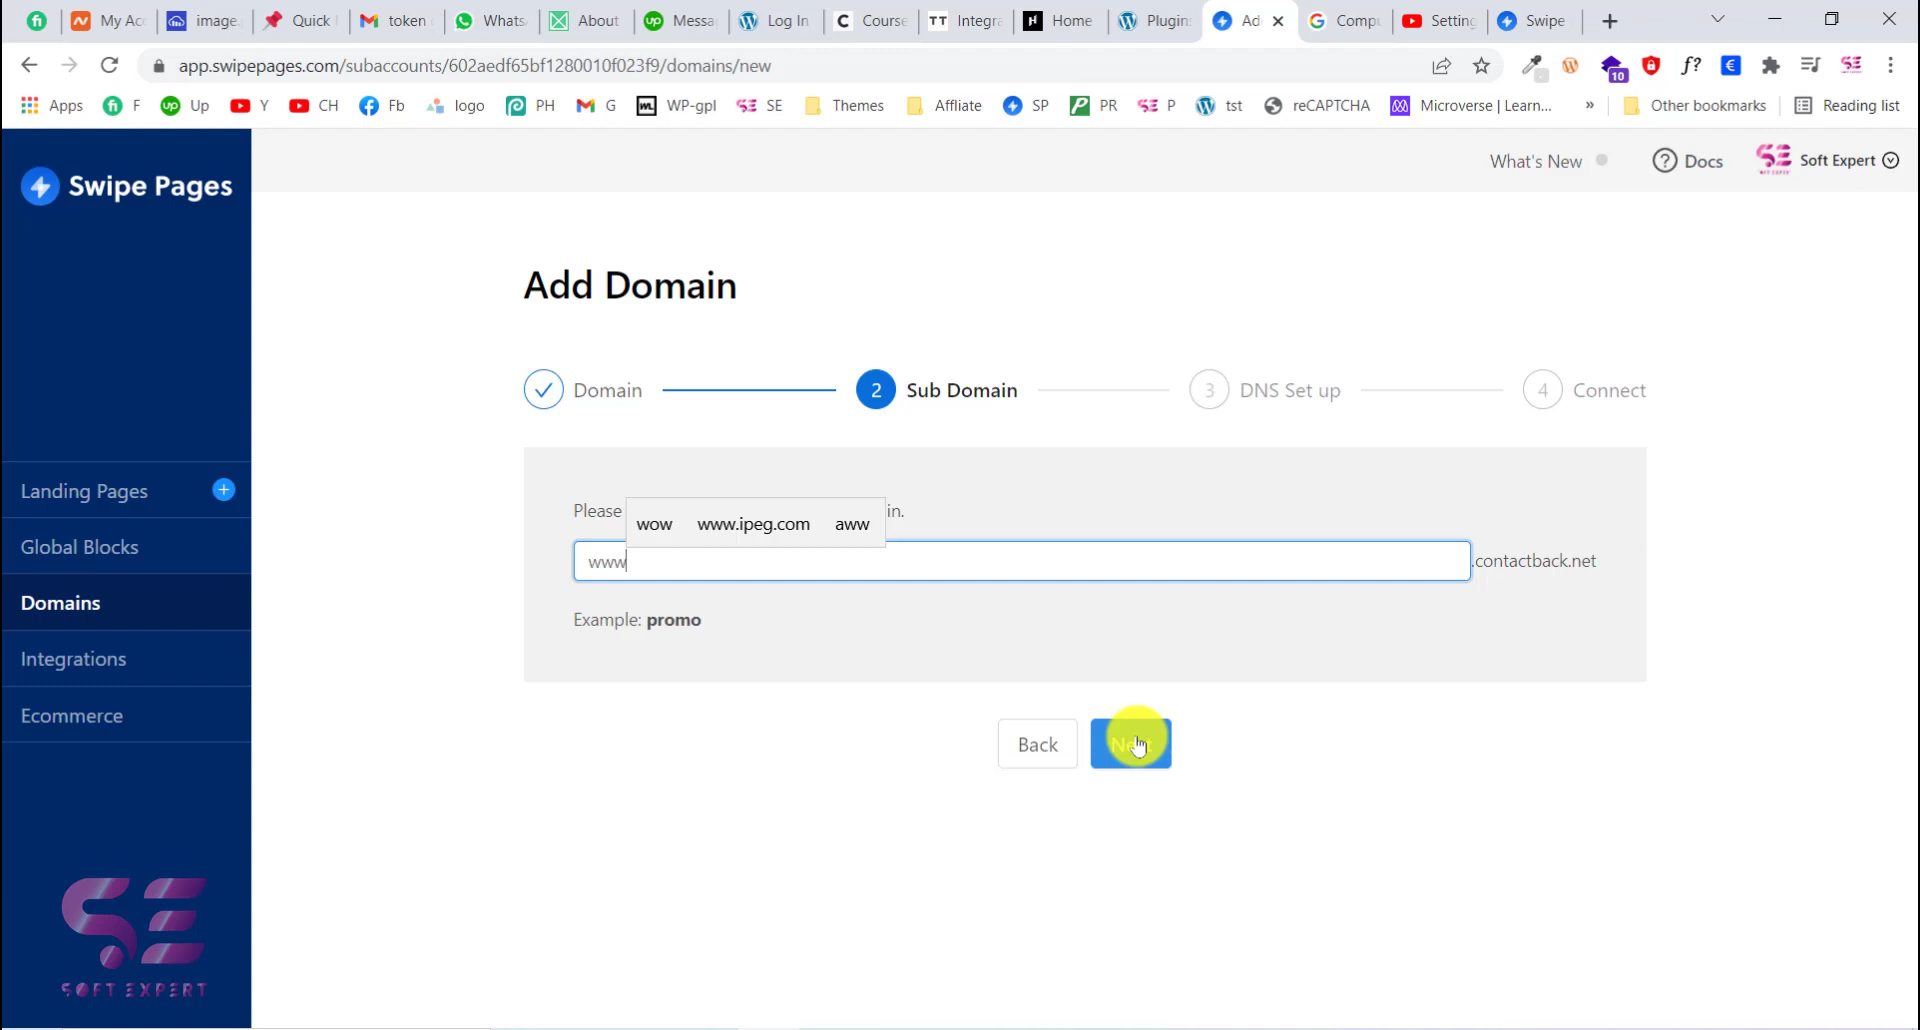 My Ac
image.
Quick
token
Whats
About
Messa
Log In
Course
Integra
Home
Plugin
Ad
Compu
Setting
Swipe
app.swipepages.com/subaccounts/602aedf65bf1280010f023f9/domains/new
10
f?
Apps F Up Y CH Fb logo PH G WP-gpl SE Themes Affliate SP PR P tst reCAPTCHA Microverse | Learn... » Other bookmarks Reading list
Swipe Pages
What's New
Docs
Soft Expert
Landing Pages
Global Blocks
Domains
Integrations
Ecommerce
Add Domain
Domain
2 Sub Domain
3 DNS Set up
4 Connect
Please in.
wow www.ipeg.com aww
www
.contactback.net
Example: promo
Back
Next
SE
SOFT EXPERT